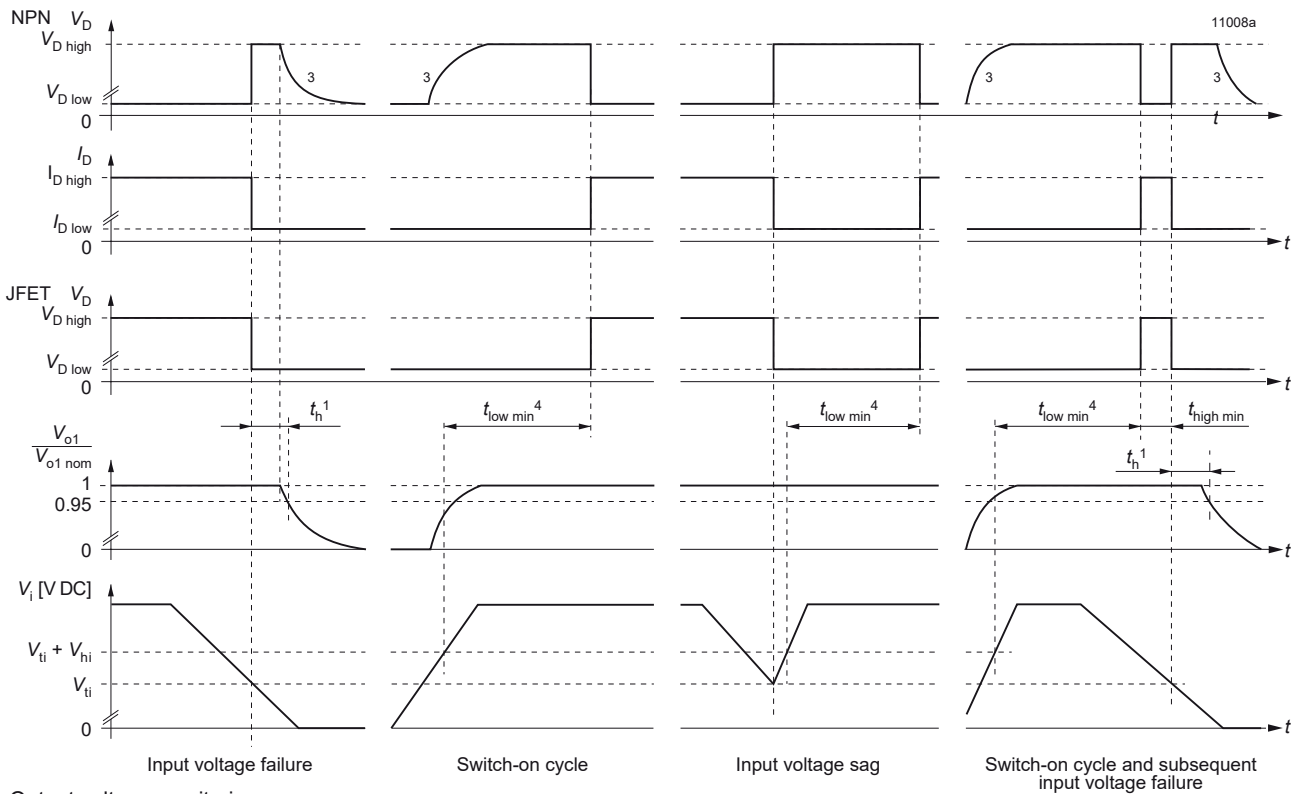 NPN V_D
11008a
V_D high
3
3
3
3
V_D low
0
t
I_D
I_D high
I_D low
0
t
JFET V_D
V_D high
V_D low
0
t
t_h^1
t_low min^4
t_low min^4
t_low min^4
t_high min
V_o1
V_o1 nom
t_h^1
1
0.95
0
t
V_i [V DC]
V_ti + V_hi
V_ti
0
t
Input voltage failure
Switch-on cycle
Input voltage sag
Switch-on cycle and subsequent
input voltage failure